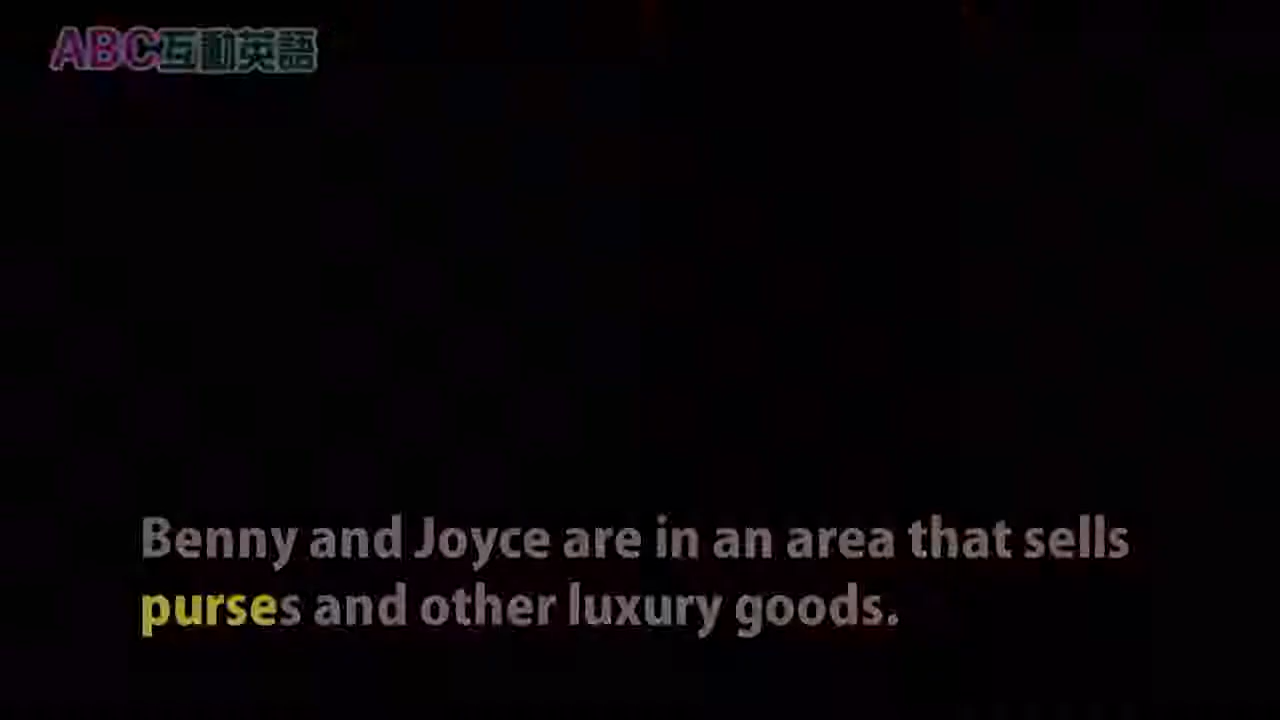 ABC互動英語
Benny and Joyce are in an area that sells
purses and other luxury goods.